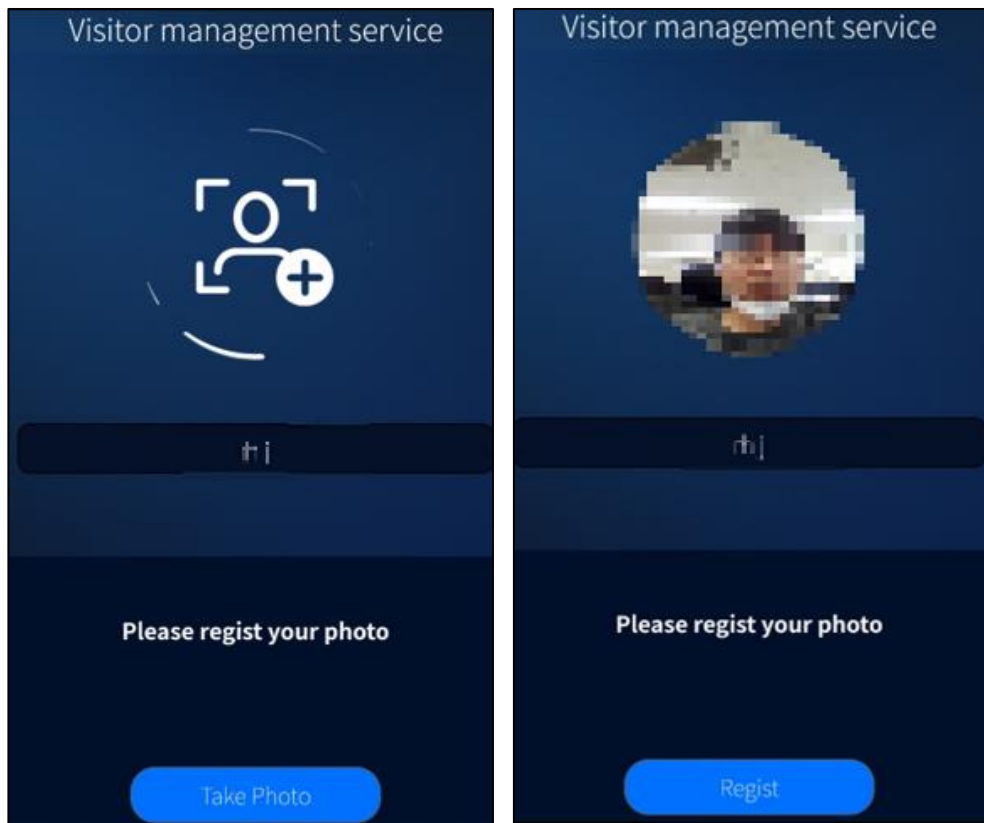 Visitor management service
Please regist your photo
Take Photo
Visitor management service
Please regist your photo
Regist